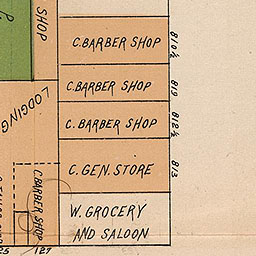 SHOP
C. BARBER SHOP
810½
C. BARBER SHOP
819
LODGING
C. BARBER SHOP
812½
C. GEN. STORE
813
C. BARBER SHOP
W. GROCERY
AND SALOON
127